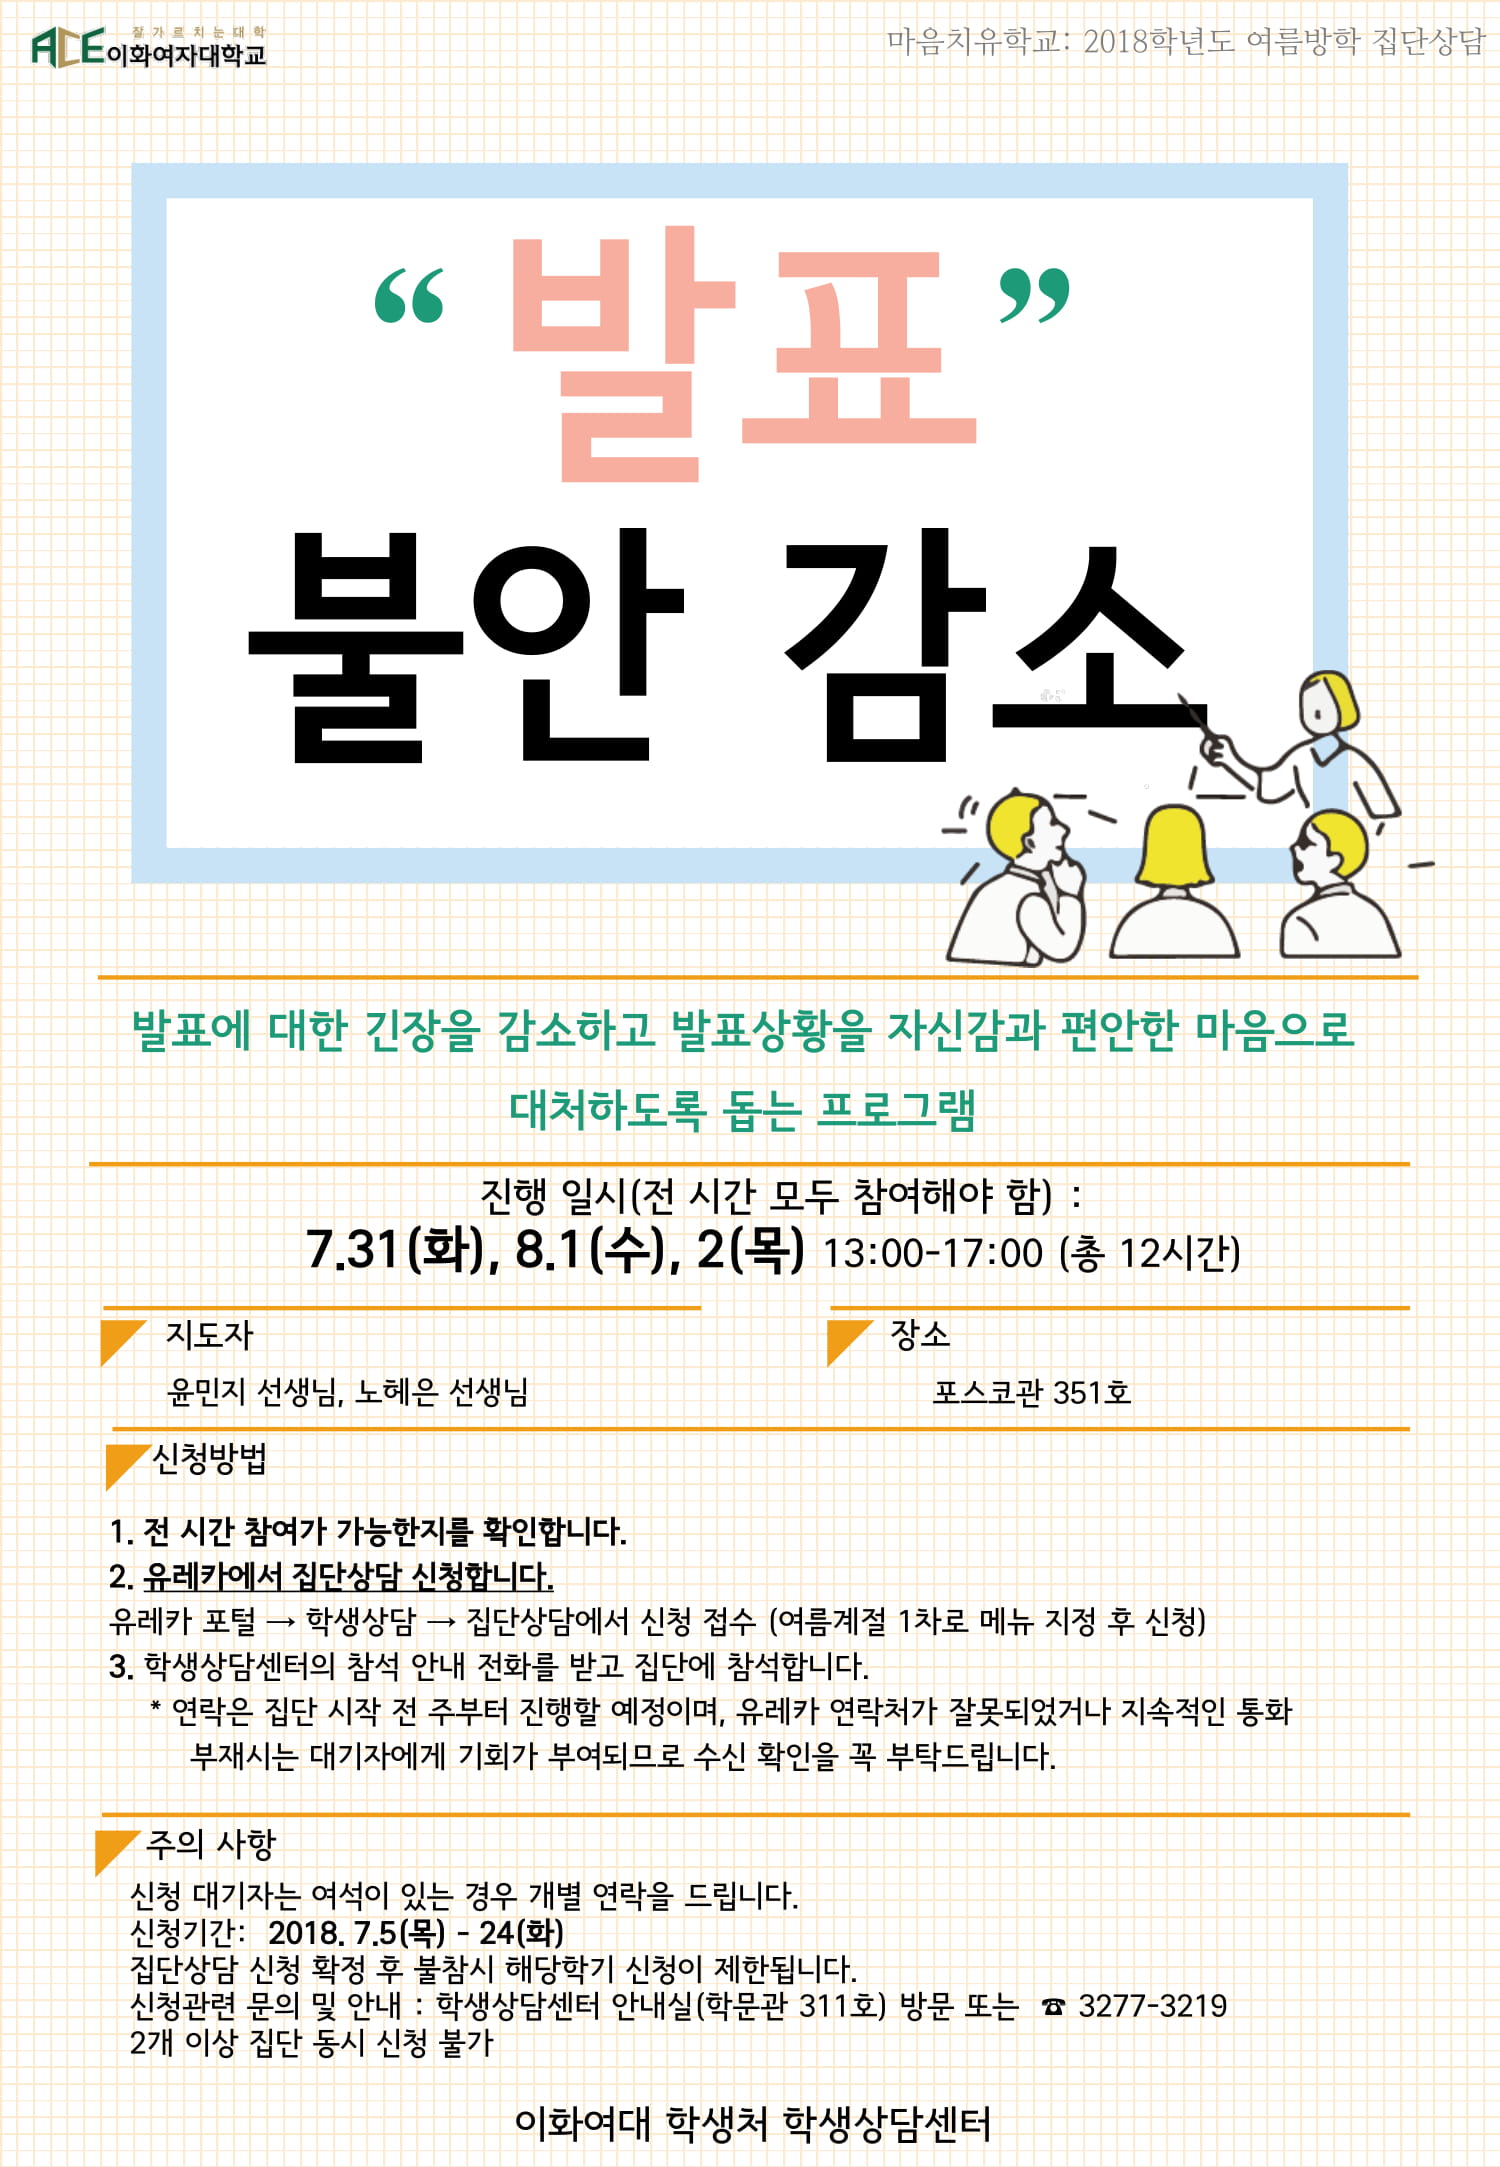 잘가르치는대학
ACE이화여자대학교
마음치유학교: 2018학년도 여름방학 집단상담
“ 발표 ”
불안 감소
발표에 대한 긴장을 감소하고 발표상황을 자신감과 편안한 마음으로
대처하도록 돕는 프로그램
진행 일시(전 시간 모두 참여해야 함) :
7.31(화), 8.1(수), 2(목) 13:00-17:00 (총 12시간)
지도자
윤민지 선생님, 노혜은 선생님
장소
포스코관 351호
신청방법
1. 전 시간 참여가 가능한지를 확인합니다.
2. 유레카에서 집단상담 신청합니다.
유레카 포털 → 학생상담 → 집단상담에서 신청 접수 (여름계절 1차로 메뉴 지정 후 신청)
3. 학생상담센터의 참석 안내 전화를 받고 집단에 참석합니다.
* 연락은 집단 시작 전 주부터 진행할 예정이며, 유레카 연락처가 잘못되었거나 지속적인 통화
부재시는 대기자에게 기회가 부여되므로 수신 확인을 꼭 부탁드립니다.
주의 사항
신청 대기자는 여석이 있는 경우 개별 연락을 드립니다.
신청기간: 2018. 7.5(목) - 24(화)
집단상담 신청 확정 후 불참시 해당학기 신청이 제한됩니다.
신청관련 문의 및 안내 : 학생상담센터 안내실(학문관 311호) 방문 또는 ☎ 3277-3219
2개 이상 집단 동시 신청 불가
이화여대 학생처 학생상담센터